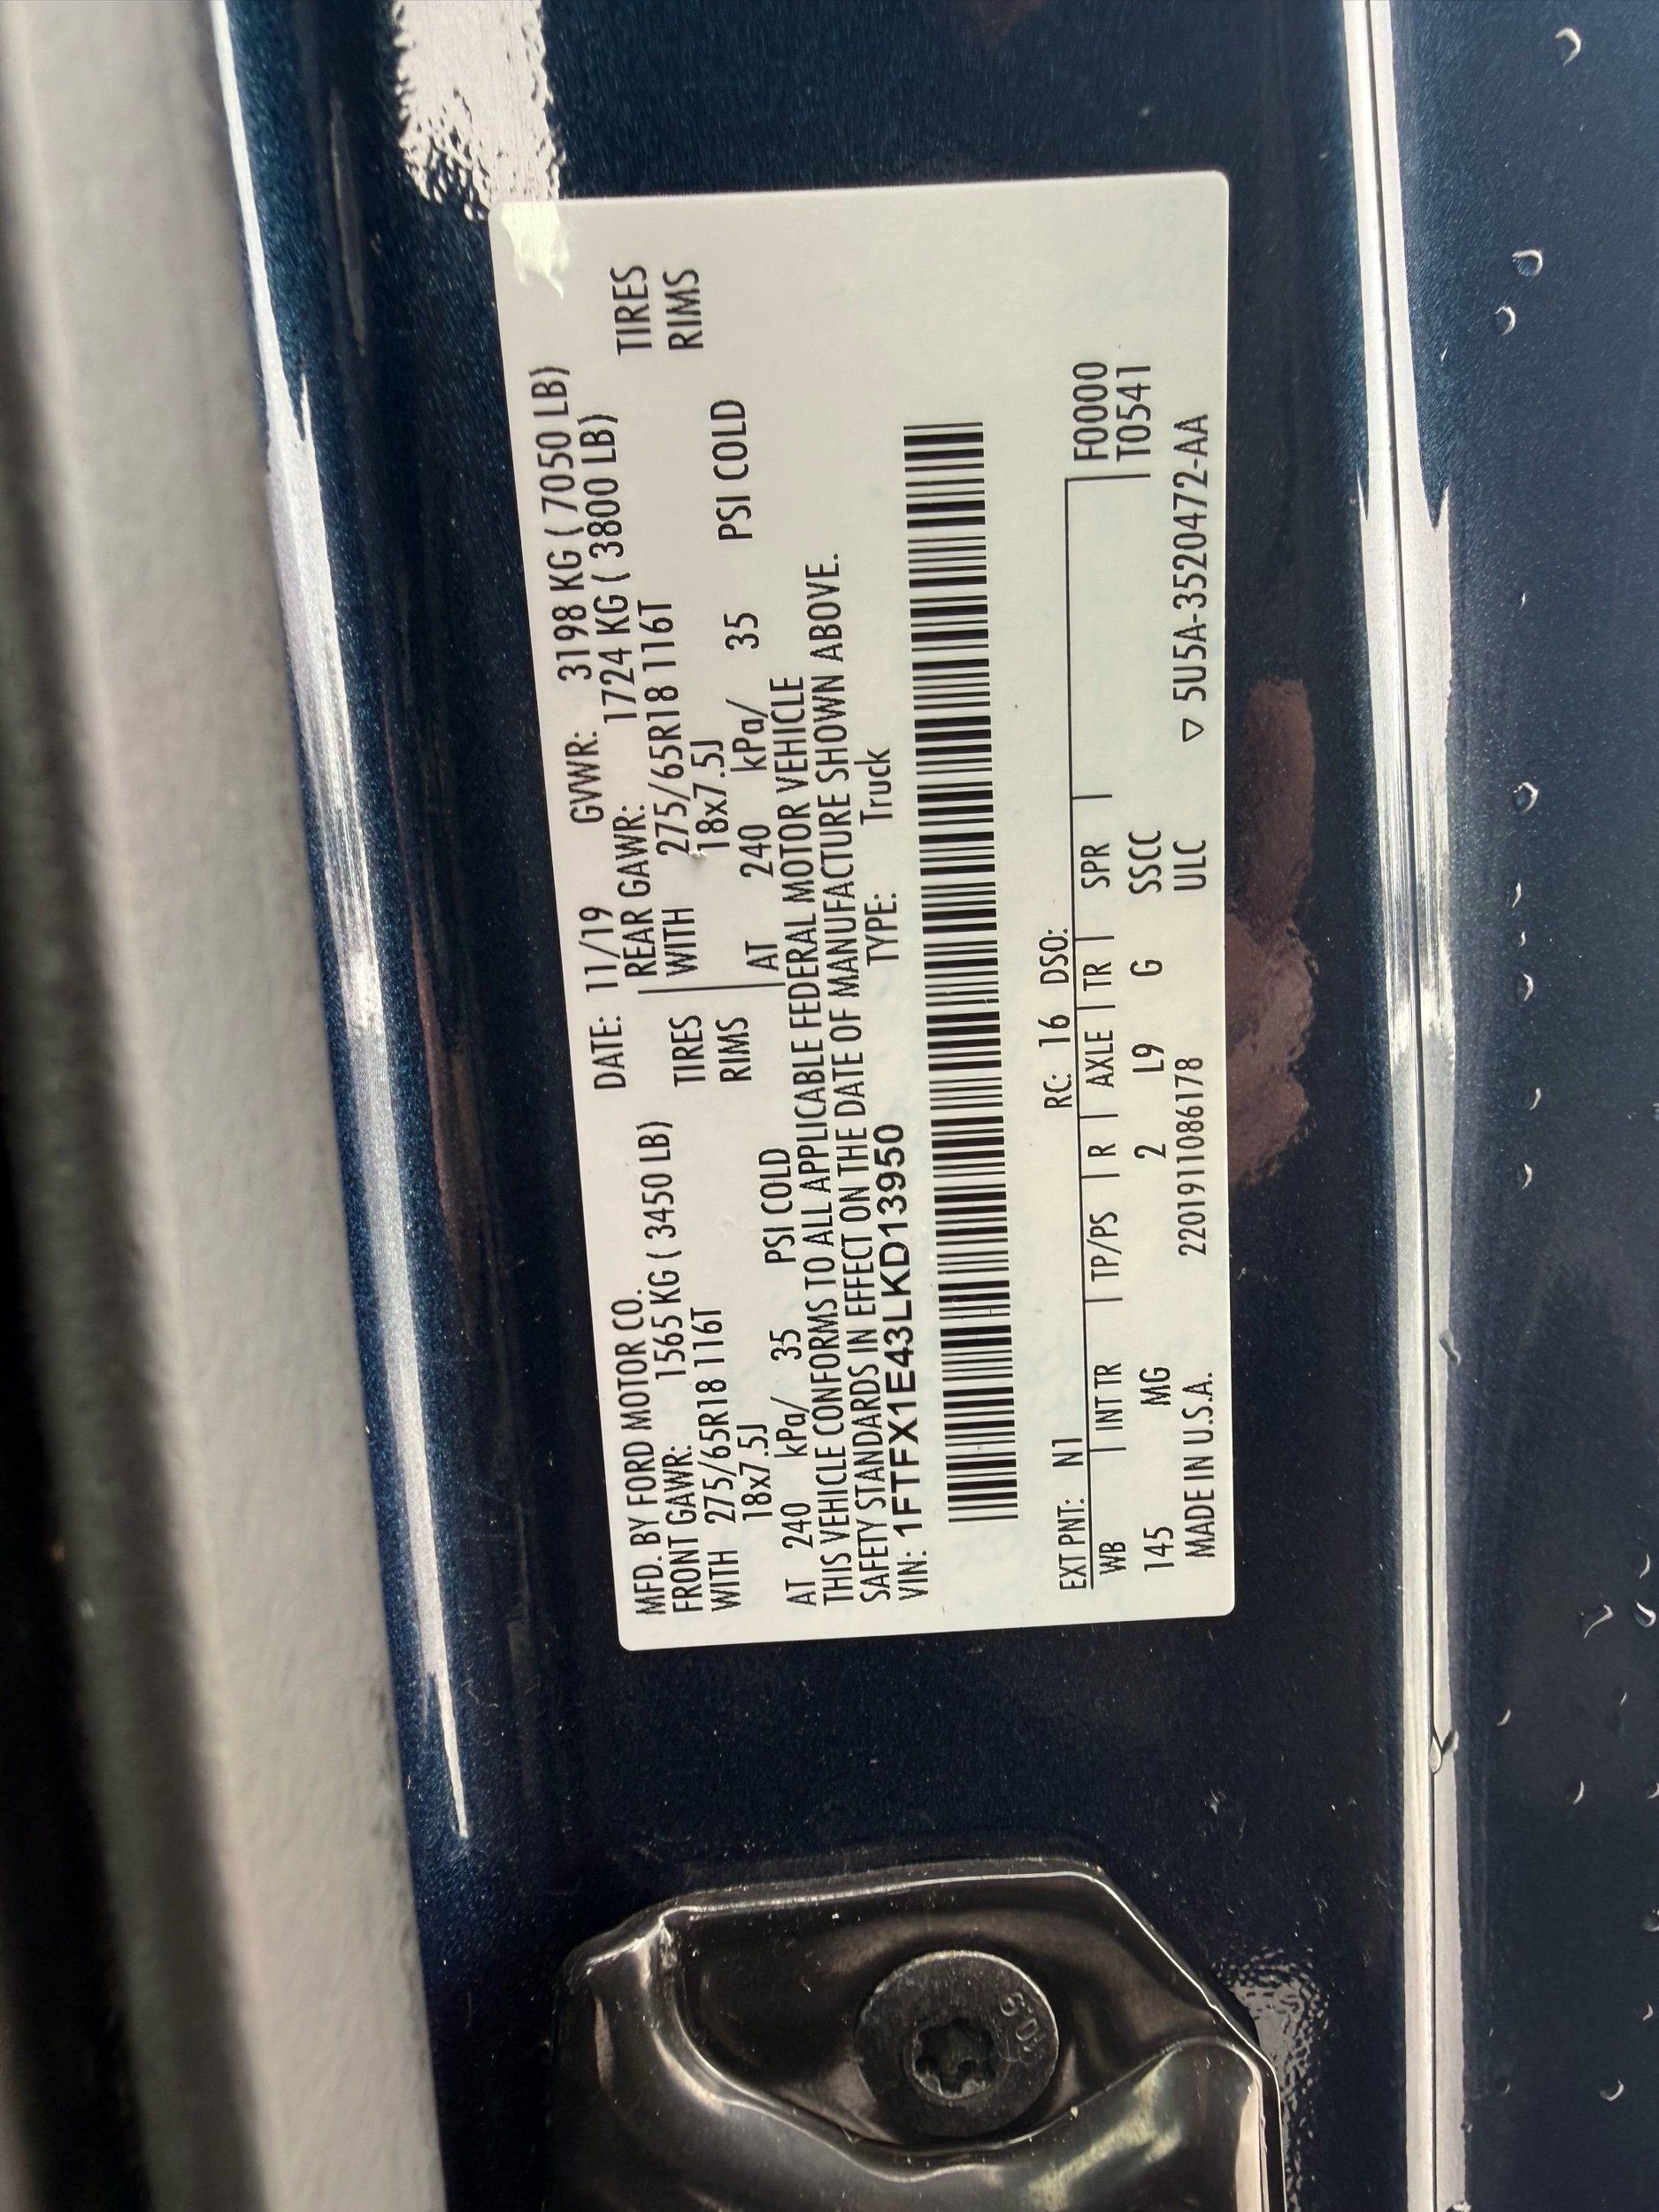 MFD. BY FORD MOTOR CO. DATE: 11/19 GVWR: 3198 KG ( 7050 LB)
FRONT GAWR: 1565 KG ( 3450 LB) REAR GAWR: 1724 KG ( 3800 LB)
WITH 275/65R18 116T TIRES WITH 275/65R18 116T TIRES
18x7.5J RIMS 18x7.5J RIMS
AT 240 kPa/ 35 PSI COLD AT 240 kPa/ 35 PSI COLD
THIS VEHICLE CONFORMS TO ALL APPLICABLE FEDERAL MOTOR VEHICLE
SAFETY STANDARDS IN EFFECT ON THE DATE OF MANUFACTURE SHOWN ABOVE.
VIN: 1FTFX1E43LKD13950 TYPE: Truck
EXT PNT: N1 RC: 16 DSO:
WB INT TR TP/PS R AXLE TR SPR F0000
145 MG 2 L9 G SSCC T0541
MADE IN U.S.A. 2201911086178 ULC ▽ 5U5A-3520472-AA